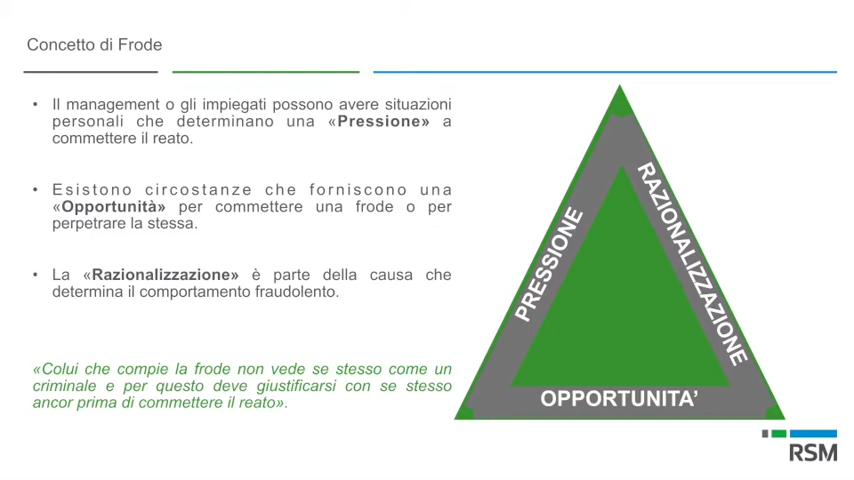 Concetto di Frode
• Il management o gli impiegati possono avere situazioni
personali che determinano una «Pressione» a
commettere il reato.
• Esistono circostanze che forniscono una
«Opportunità» per commettere una frode o per
perpetrare la stessa.
• La «Razionalizzazione» è parte della causa che
determina il comportamento fraudolento.
«Colui che compie la frode non vede se stesso come un
criminale e per questo deve giustificarsi con se stesso
ancor prima di commettere il reato».
PRESSIONE
RAZIONALIZZAZIONE
OPPORTUNITA’
RSM